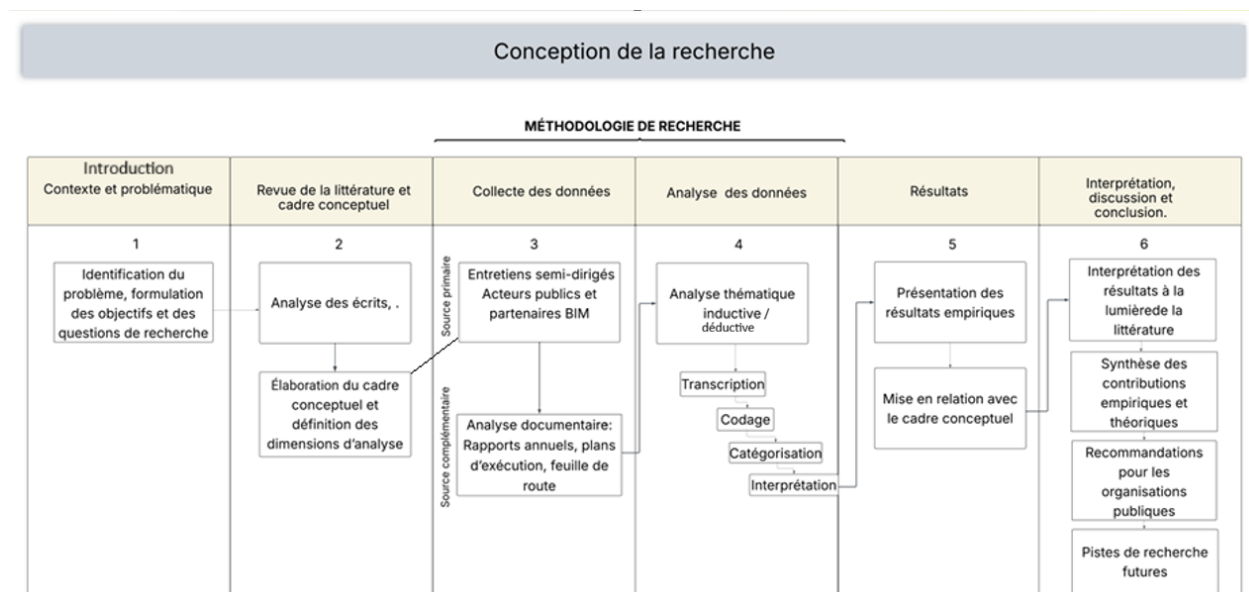 Conception de la recherche
MÉTHODOLOGIE DE RECHERCHE
Introduction
Contexte et problématique
Revue de la littérature et
cadre conceptuel
Collecte des données
Analyse des données
Résultats
Interprétation,
discussion et
conclusion.
1
Identification du
problème, formulation
des objectifs et des
questions de recherche
2
Analyse des écrits, .
Élaboration du cadre
conceptuel et
définition des
dimensions d'analyse
3
Source primaire
Entretiens semi-dirigés
Acteurs publics et
partenaires BIM
Source complémentaire
Analyse documentaire:
Rapports annuels, plans
d'exécution, feuille de
route
4
Analyse thématique
inductive /
déductive
Transcription
Codage
Catégorisation
Interprétation
5
Présentation des
résultats empiriques
Mise en relation avec
le cadre conceptuel
6
Interprétation des
résultats à la
lumièrede la
littérature
Synthèse des
contributions
empiriques et
théoriques
Recommandations
pour les
organisations
publiques
Pistes de recherche
futures